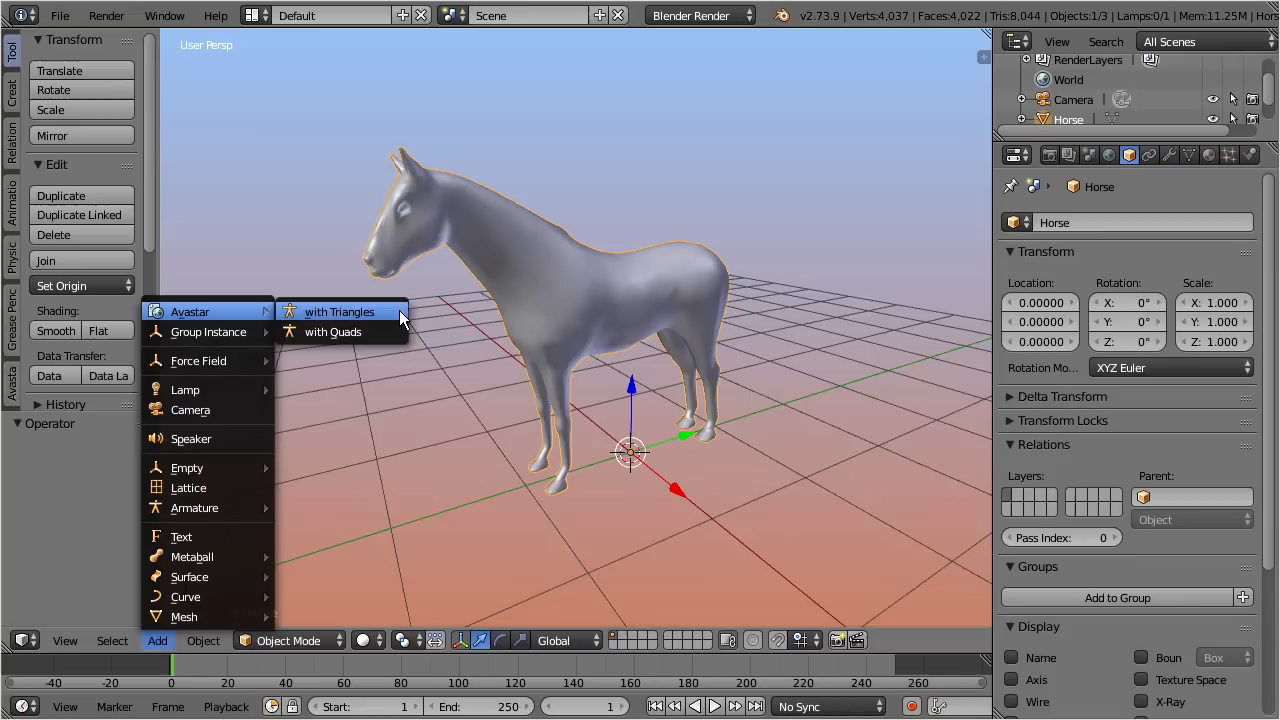 File Render Window Help Default Scene Blender Render v2.73.9 | Verts:4,037 | Faces:4,022 | Tris:8,044 | Objects:1/3 | Lamps:0/1 | Mem:11.25M | Hors
Tool
Creat
Relation
Animatio
Physic
Grease Penc
Avasta
Transform
Translate
Rotate
Scale
Mirror
Edit
Duplicate
Duplicate Linked
Delete
Join
Set Origin
Shading:
Smooth Flat
Data Transfer:
Data Data La
History
Operator
User Persp
Avastar
Group Instance
Force Field
Lamp
Camera
Speaker
Empty
Lattice
Armature
Text
Metaball
Surface
Curve
Mesh
with Triangles
with Quads
View Select Add Object Object Mode Global
-40 -20 0 20 40 60 80 100 120 140 160 180 200 220 240 260
View Marker Frame Playback Start: 1 End: 250 1 No Sync
View Search All Scenes
RenderLayers
World
Camera
Horse
Horse
Horse
Transform
Location: Rotation: Scale:
0.00000 X: 0° X: 1.000
0.00000 Y: 0° Y: 1.000
0.00000 Z: 0° Z: 1.000
Rotation Mo... XYZ Euler
Delta Transform
Transform Locks
Relations
Layers: Parent:
Object
Pass Index: 0
Groups
Add to Group
Display
Name Boun Box
Axis Texture Space
Wire X-Ray